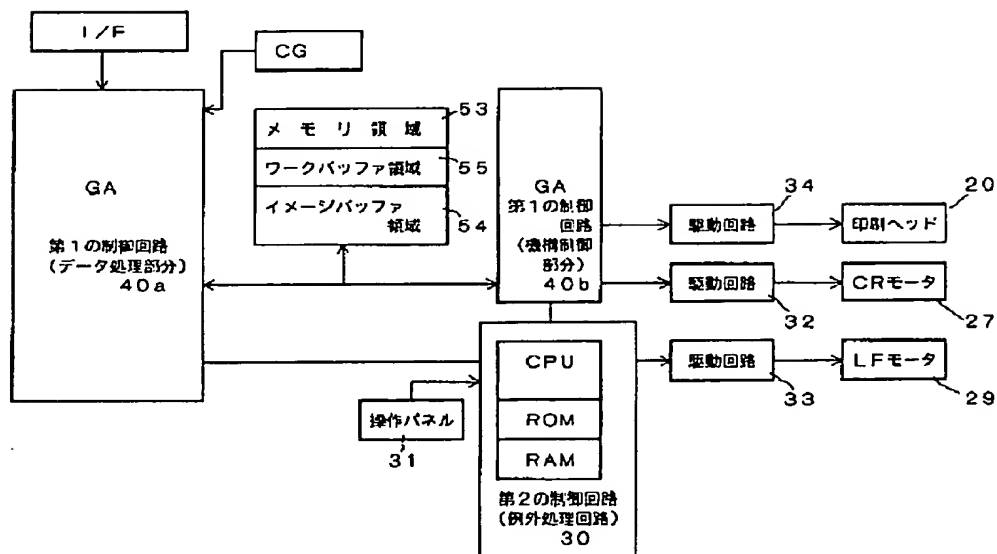 I/F
CG
GA
第1の制御回路
(データ処理部分)
40a
メモリ領域
ワークバッファ領域
イメージバッファ
領域
53
55
54
GA
第1の制御
回路
(機構制御
部分)
40b
駆動回路
34
印刷ヘッド
20
駆動回路
32
CRモータ
27
駆動回路
33
LFモータ
29
操作パネル
31
CPU
ROM
RAM
第2の制御回路
(例外処理回路)
30